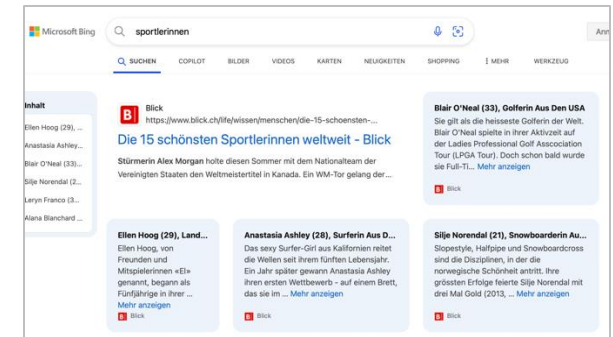 Microsoft Bing
sportlerinnen
Ann
SUCHEN COPILOT BILDER VIDEOS KARTEN NEUIGKEITEN SHOPPING MEHR WERKZEUG
Inhalt
Ellen Hoog (29), ...
Anastasia Ashley...
Blair O'Neal (33)...
Silje Norendal (2...
Leryn Franco (3...
Alana Blanchard ...
B
Blick
https://www.blick.ch/life/wissen/menschen/die-15-schoensten-...
Die 15 schönsten Sportlerinnen weltweit - Blick
Stürmerin Alex Morgan holte diesen Sommer mit dem Nationalteam der
Vereinigten Staaten den Weltmeistertitel in Kanada. Ein WM-Tor gelang der...
Blair O'Neal (33), Golferin Aus Den USA
Sie gilt als die heisseste Golferin der Welt.
Blair O'Neal spielte in ihrer Aktivzeit auf
der Ladies Professional Golf Asscociation
Tour (LPGA Tour). Doch schon bald wurde
sie Full-Ti... Mehr anzeigen
B Blick
Ellen Hoog (29), Land...
Ellen Hoog, von
Freunden und
Mitspielerinnen «El»
genannt, begann als
Fünfjährige in ihrer ...
Mehr anzeigen
B Blick
Anastasia Ashley (28), Surferin Aus D...
Das sexy Surfer-Girl aus Kalifornien reitet
die Wellen seit ihrem fünften Lebensjahr.
Ein Jahr später gewann Anastasia Ashley
ihren ersten Wettbewerb - auf einem Brett,
das sie im ... Mehr anzeigen
B Blick
Silje Norendal (21), Snowboarderin Au...
Slopestyle, Halfpipe und Snowboardcross
sind die Disziplinen, in der die
norwegische Schönheit antritt. Ihre
grössten Erfolge feierte Silje Norendal mit
drei Mal Gold (2013, ... Mehr anzeigen
B Blick